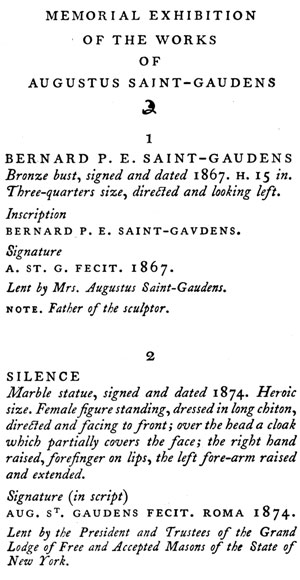 MEMORIAL EXHIBITION
OF THE WORKS
OF
AUGUSTUS SAINT-GAUDENS
1
BERNARD P. E. SAINT-GAUDENS
Bronze bust, signed and dated 1867. H. 15 in.
Three-quarters size, directed and looking left.
Inscription
BERNARD P. E. SAINT-GAVDENS.
Signature
A. ST. G. FECIT. 1867.
Lent by Mrs. Augustus Saint-Gaudens.
NOTE. Father of the sculptor.
2
SILENCE
Marble statue, signed and dated 1874. Heroic
size. Female figure standing, dressed in long chiton,
directed and facing to front; over the head a cloak
which partially covers the face; the right hand
raised, forefinger on lips, the left fore-arm raised
and extended.
Signature (in script)
AUG. ST. GAUDENS FECIT. ROMA 1874.
Lent by the President and Trustees of the Grand
Lodge of Free and Accepted Masons of the State of
New York.